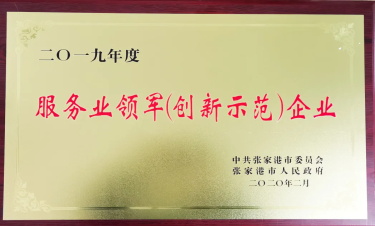 二〇一九年度
服务业领军(创新示范)企业
中共张家港市委员会
张家港市人民政府
二〇二〇年二月